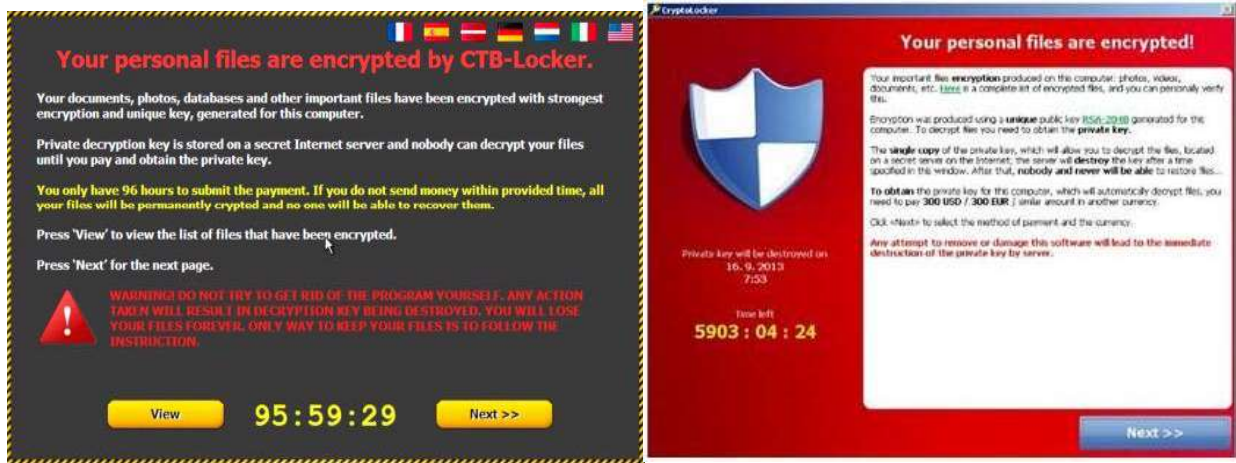 Your personal files are encrypted by CTB-Locker.
Your documents, photos, databases and other important files have been encrypted with strongest
encryption and unique key, generated for this computer.
Private decryption key is stored on a secret Internet server and nobody can decrypt your files
until you pay and obtain the private key.
You only have 96 hours to submit the payment. If you do not send money within provided time, all
your files will be permanently crypted and no one will be able to recover them.
Press 'View' to view the list of files that have been encrypted.
Press 'Next' for the next page.
WARNING! DO NOT TRY TO GET RID OF THE PROGRAM YOURSELF. ANY ACTION
TAKEN WILL RESULT IN DECRYPTION KEY BEING DESTROYED. YOU WILL LOSE
YOUR FILES FOREVER. ONLY WAY TO KEEP YOUR FILES IS TO FOLLOW THE
INSTRUCTION.
View
95:59:29
Next >>
CryptoLocker
Your personal files are encrypted!
Your important files encryption produced on this computer: photos, videos,
documents, etc. Here is a complete list of encrypted files, and you can personally verify
this.
Encryption was produced using a unique public key RSA-2048 generated for this
computer. To decrypt files you need to obtain the private key.
The single copy of the private key, which will allow you to decrypt the files, located
on a secret server on the Internet; the server will destroy the key after a time
specified in this window. After that, nobody and never will be able to restore files...
To obtain the private key for this computer, which will automatically decrypt files, you
need to pay 300 USD / 300 EUR / similar amount in another currency.
Click «Next» to select the method of payment and the currency.
Any attempt to remove or damage this software will lead to the immediate
destruction of the private key by server.
Private key will be destroyed on
16.9.2013
7:53
Time left
5903 : 04 : 24
Next >>